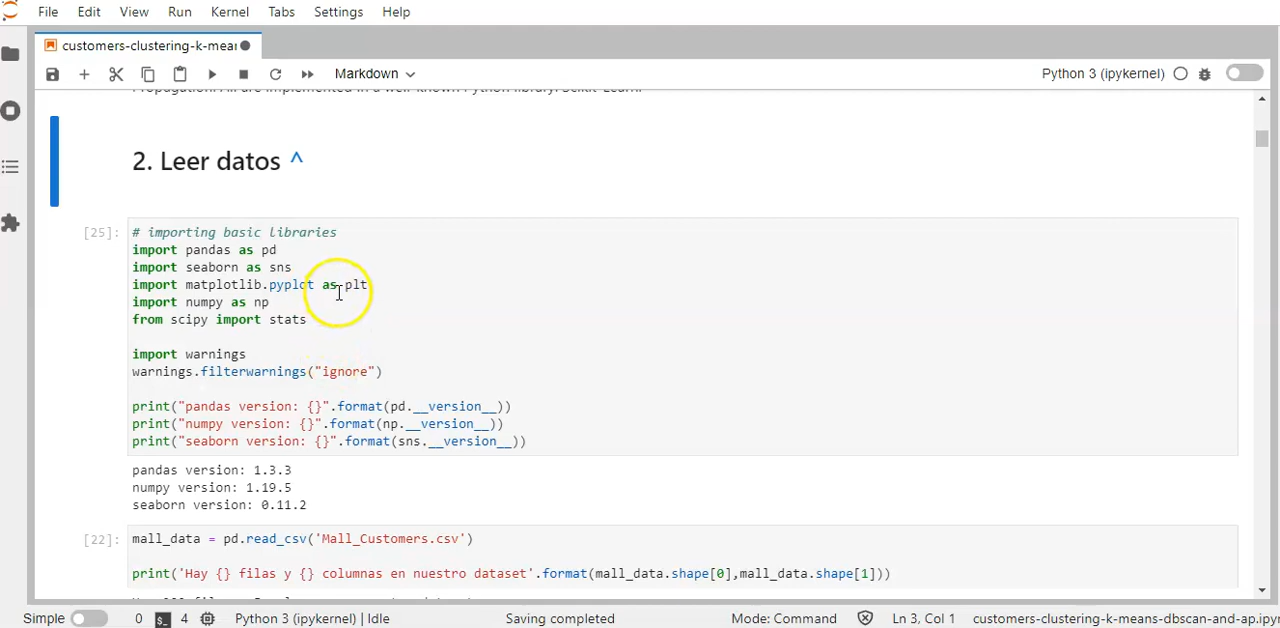 File Edit View Run Kernel Tabs Settings Help
customers-clustering-k-mear
Markdown
Python 3 (ipykernel)
2. Leer datos ^
[25]:
# importing basic libraries
import pandas as pd
import seaborn as sns
import matplotlib.pyplot as plt
import numpy as np
from scipy import stats
import warnings
warnings.filterwarnings("ignore")
print("pandas version: {}".format(pd.__version__))
print("numpy version: {}".format(np.__version__))
print("seaborn version: {}".format(sns.__version__))
pandas version: 1.3.3
numpy version: 1.19.5
seaborn version: 0.11.2
[22]:
mall_data = pd.read_csv('Mall_Customers.csv')
print('Hay {} filas y {} columnas en nuestro dataset'.format(mall_data.shape[0],mall_data.shape[1]))
Simple 0 $_ 4 Python 3 (ipykernel) | Idle Saving completed Mode: Command Ln 3, Col 1 customers-clustering-k-means-dbscan-and-ap.ipyn